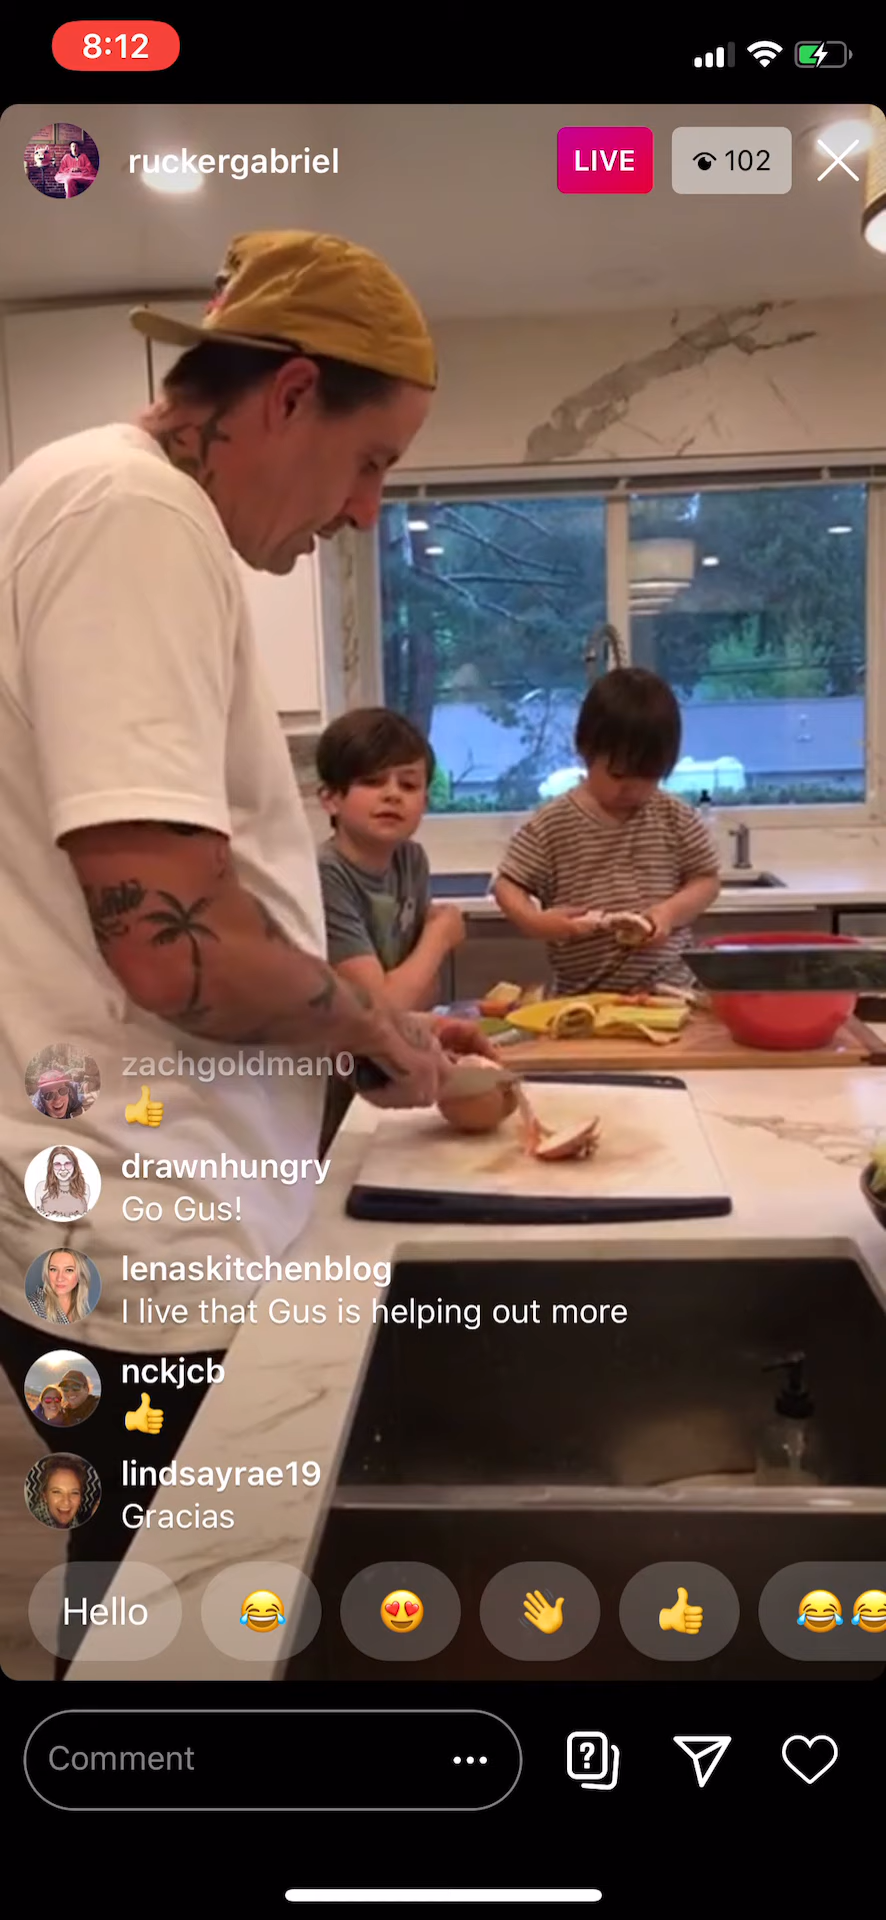 8:12
ruckergabriel
LIVE
102
zachgoldman0
👍
drawnhungry
Go Gus!
lenaskitchenblog
I live that Gus is helping out more
nckjcb
👍
lindsayrae19
Gracias
Hello 😂 😍 👋 👍 😂😂
Comment